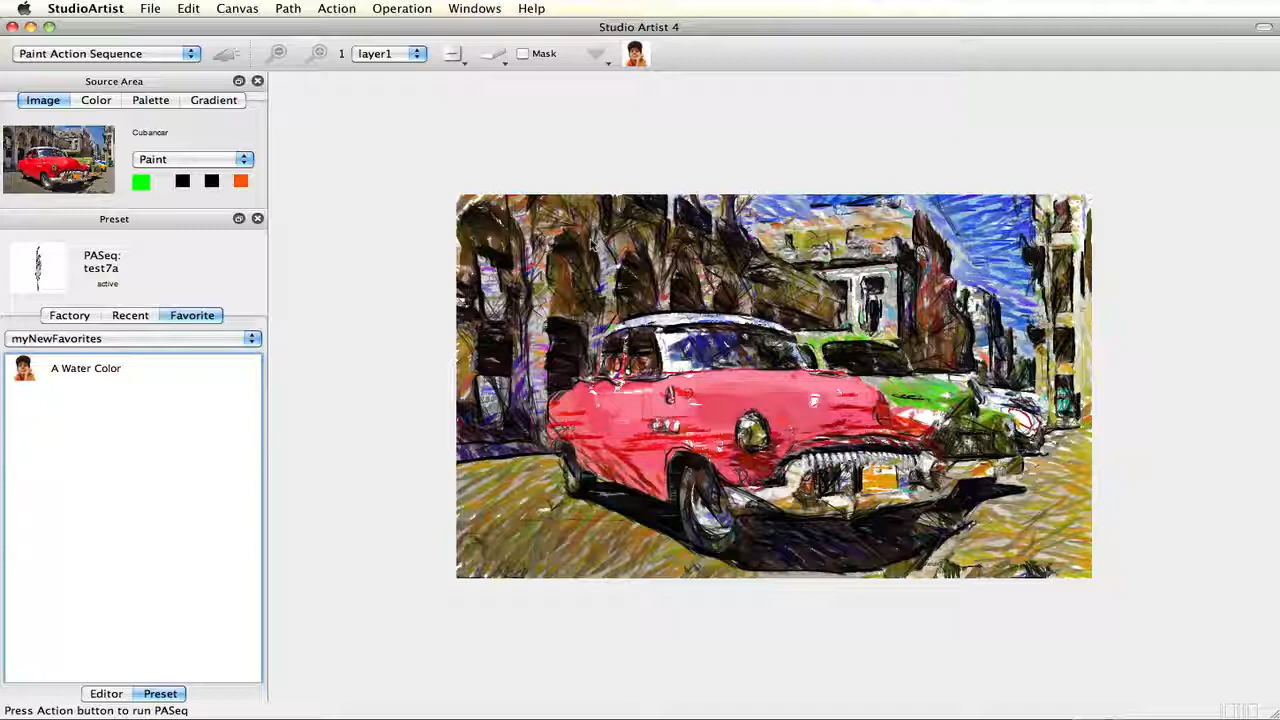 StudioArtist File Edit Canvas Path Action Operation Windows Help
Studio Artist 4
Paint Action Sequence 1 layer1 Mask
Source Area
Image Color Palette Gradient
Cubancar
Paint
Preset
PASeq:
test7a
active
Factory Recent Favorite
myNewFavorites
A Water Color
Editor Preset
Press Action button to run PASeq